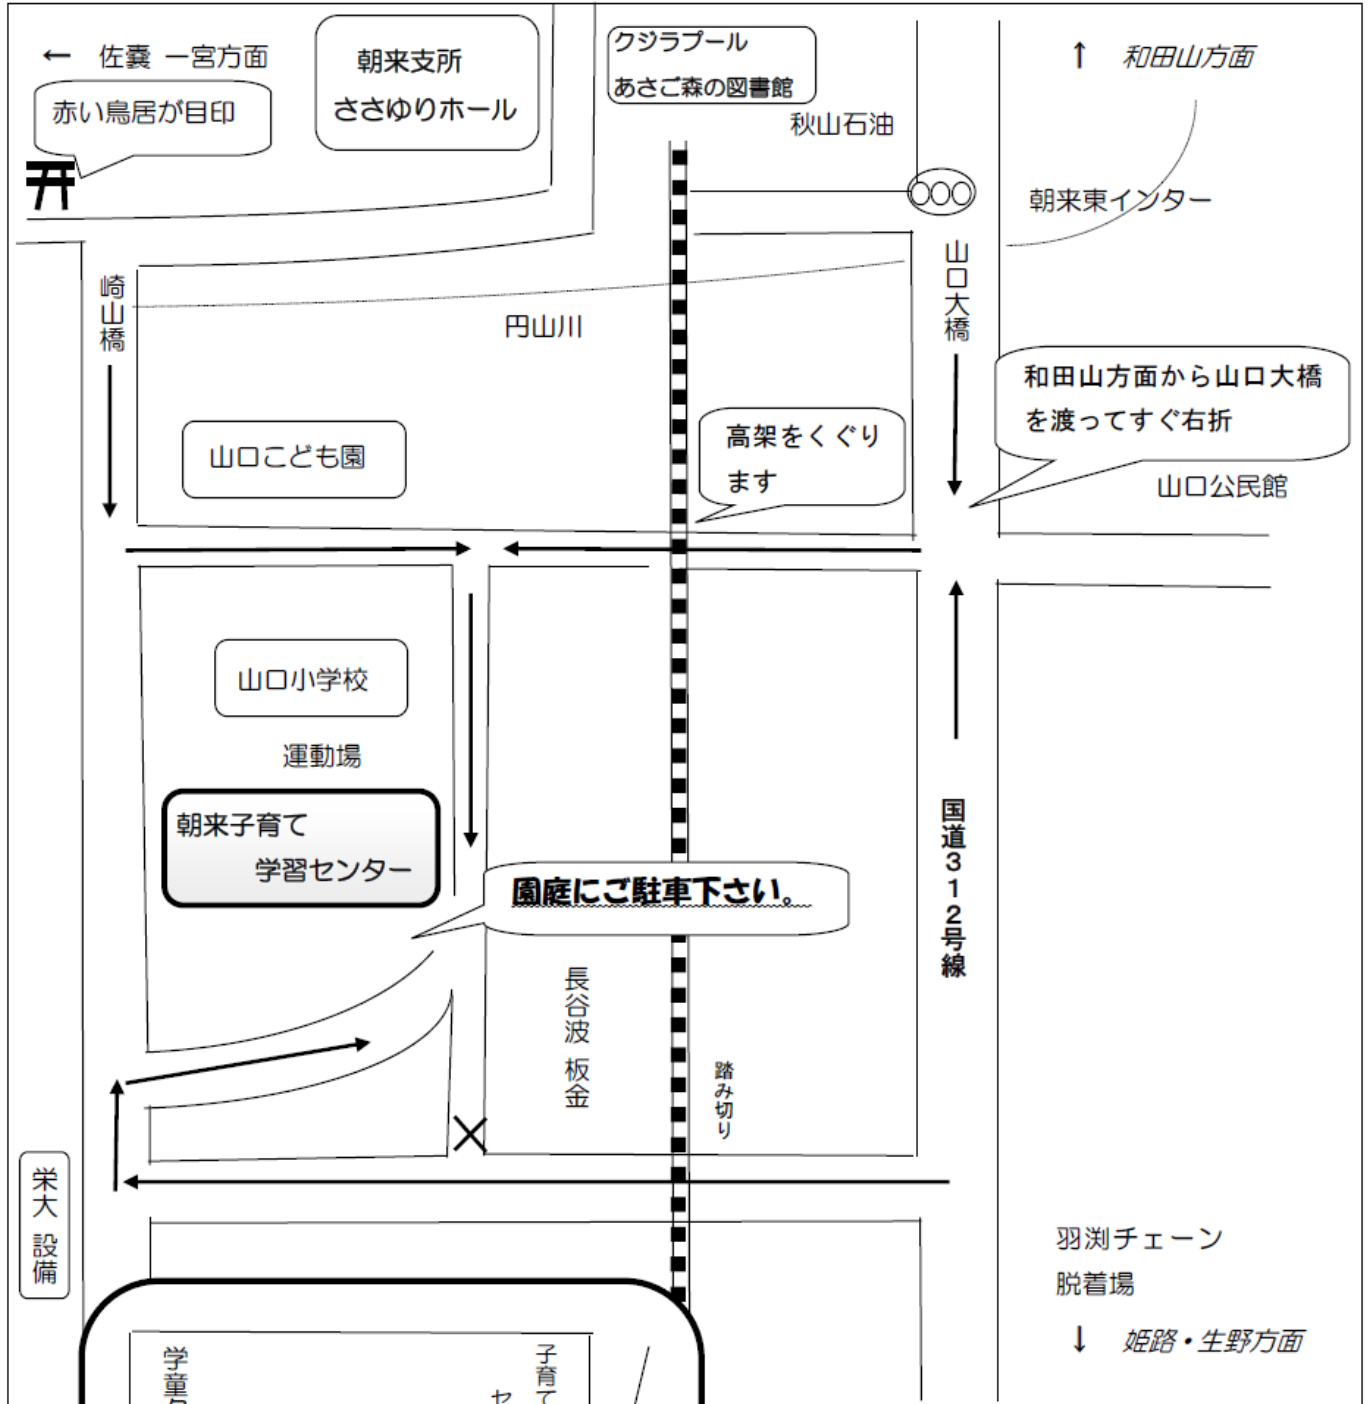 ← 佐嚢 一宮方面
赤い鳥居が目印
朝来支所
ささゆりホール
クジラプール
あさご森の図書館
秋山石油
↑ 和田山方面
朝来東インター
崎山橋
円山川
山口大橋
和田山方面から山口大橋
を渡ってすぐ右折
高架をくぐり
ます
山口こども園
山口公民館
山口小学校
運動場
朝来子育て
学習センター
園庭にご駐車下さい。
国道312号線
長谷波 板金
踏み切り
栄大 設備
羽渕チェーン
脱着場
↓ 姫路・生野方面
学童
子育て
セ